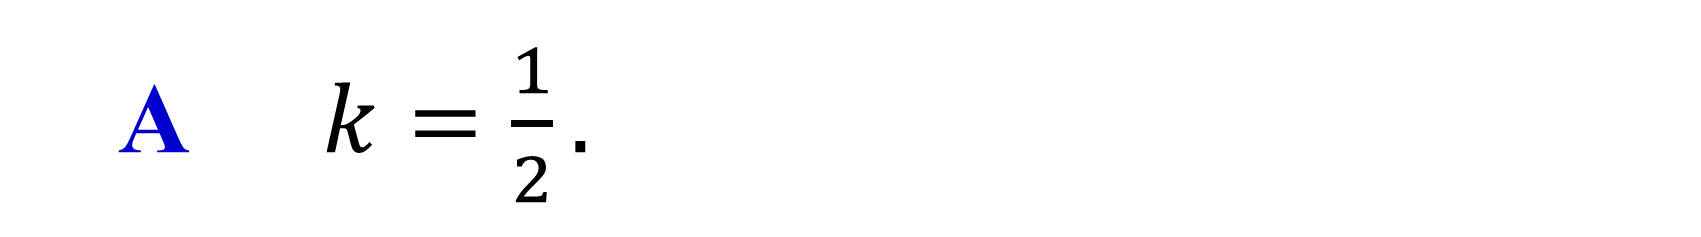 A k = 1/2.